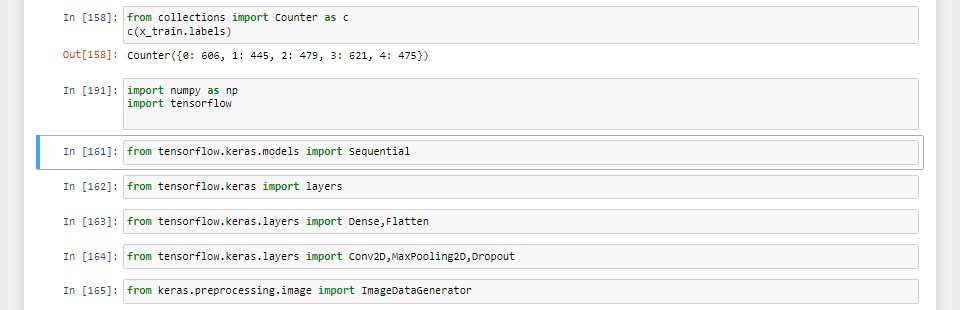 In [158]: from collections import Counter as c
c(x_train.labels)
Out[158]: Counter({0: 606, 1: 445, 2: 479, 3: 621, 4: 475})
In [191]: import numpy as np
import tensorflow
In [161]: from tensorflow.keras.models import Sequential
In [162]: from tensorflow.keras import layers
In [163]: from tensorflow.keras.layers import Dense,Flatten
In [164]: from tensorflow.keras.layers import Conv2D,MaxPooling2D,Dropout
In [165]: from keras.preprocessing.image import ImageDataGenerator